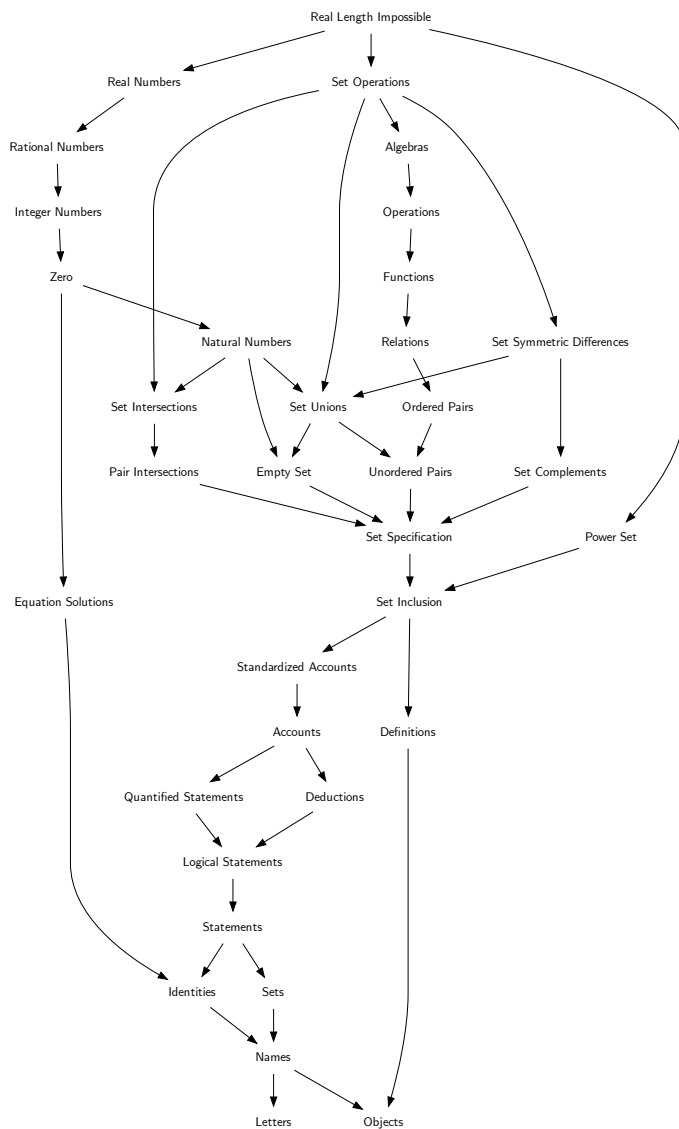 Real Length Impossible
Real Numbers
Set Operations
Rational Numbers
Algebras
Integer Numbers
Operations
Zero
Functions
Natural Numbers
Relations
Set Symmetric Differences
Set Intersections
Set Unions
Ordered Pairs
Pair Intersections
Empty Set
Unordered Pairs
Set Complements
Set Specification
Power Set
Equation Solutions
Set Inclusion
Standardized Accounts
Accounts
Definitions
Quantified Statements
Deductions
Logical Statements
Statements
Identities
Sets
Names
Letters
Objects